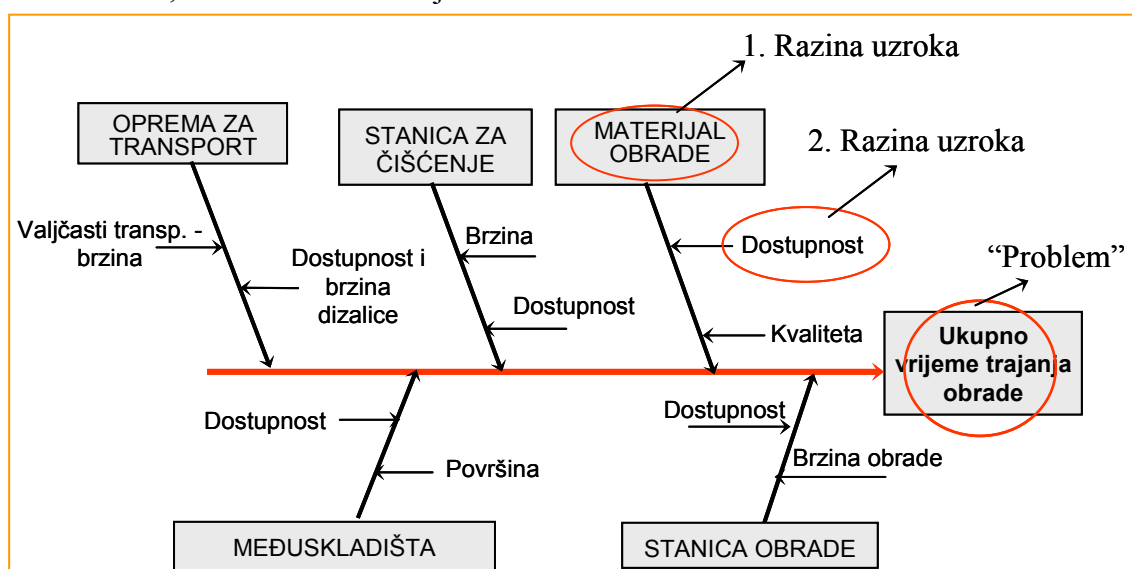 1. Razina uzroka
OPREMA ZA
TRANSPORT
STANICA ZA
ČIŠĆENJE
MATERIJAL
OBRADE
2. Razina uzroka
Valjčasti transp. -
brzina
Dostupnost i
brzina
dizalice
Brzina
Dostupnost
Dostupnost
Kvaliteta
“Problem”
Ukupno
vrijeme trajanja
obrade
Dostupnost
Površina
Dostupnost
Brzina obrade
MEĐUSKLADIŠTA
STANICA OBRADE